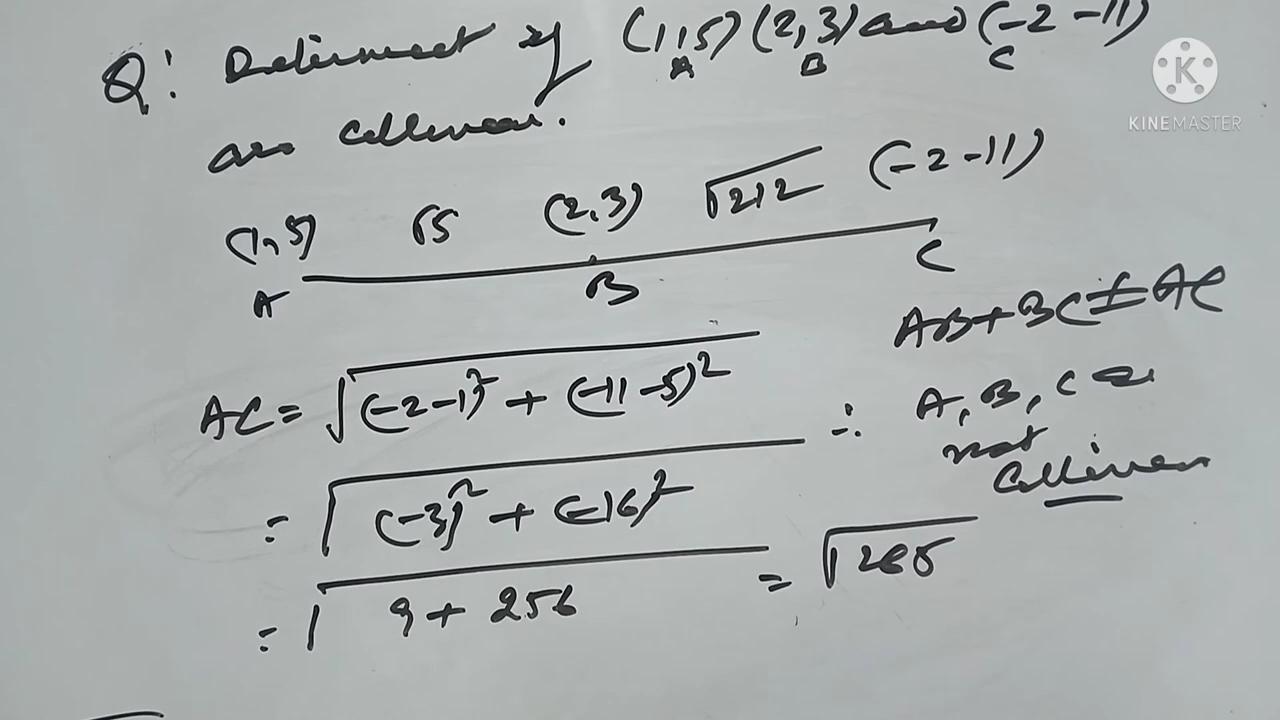 Q: Determinect if (1,5) (2,3) and (-2 -11)
A B C
are collinear.
(1,5) √5 (2,3) √212 (-2 -11)
A B C
AB+BC≠AC
AC= √(-2-1)² + (-11-5)²
∴ A, B, C are
not
Collinear
= √(-3)² + (-16)²
= √9+256 = √265
KINEMASTER